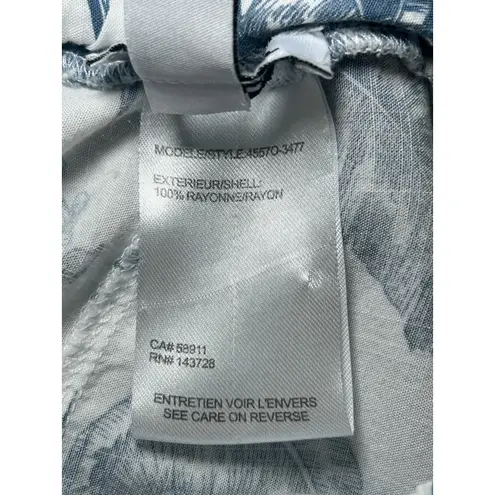 MODELE/STYLE:4557O-3477
EXTERIEUR/SHELL:
100% RAYONNE/RAYON
CA# 58911
RN# 143728
ENTRETIEN VOIR L'ENVERS
SEE CARE ON REVERSE